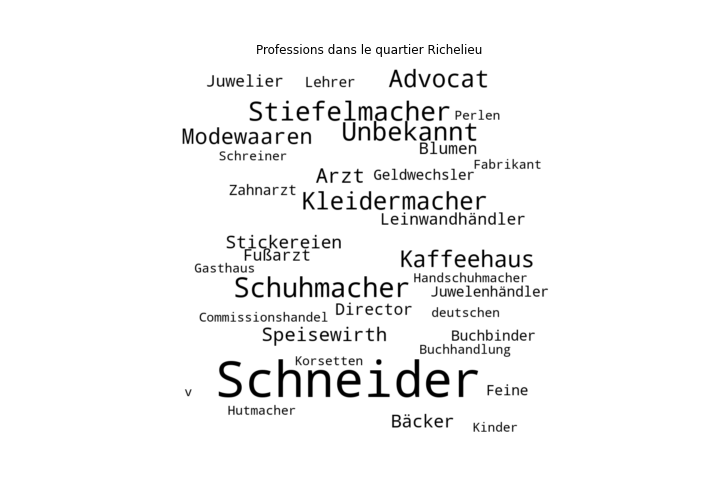 Professions dans le quartier Richelieu
Juwelier Lehrer Advocat
Stiefelmacher Perlen
Modewaaren Unbekannt
Blumen
Schreiner
Fabrikant
Arzt Geldwechsler
Zahnarzt
Kleidermacher
Leinwandhändler
Stickereien
Fußarzt Kaffeehaus
Gasthaus
Handschuhmacher
Schuhmacher Juwelenhändler
Commissionshandel Director deutschen
Speisewirth Buchbinder
Buchhandlung
Korsetten
v Schneider Feine
Hutmacher
Bäcker Kinder